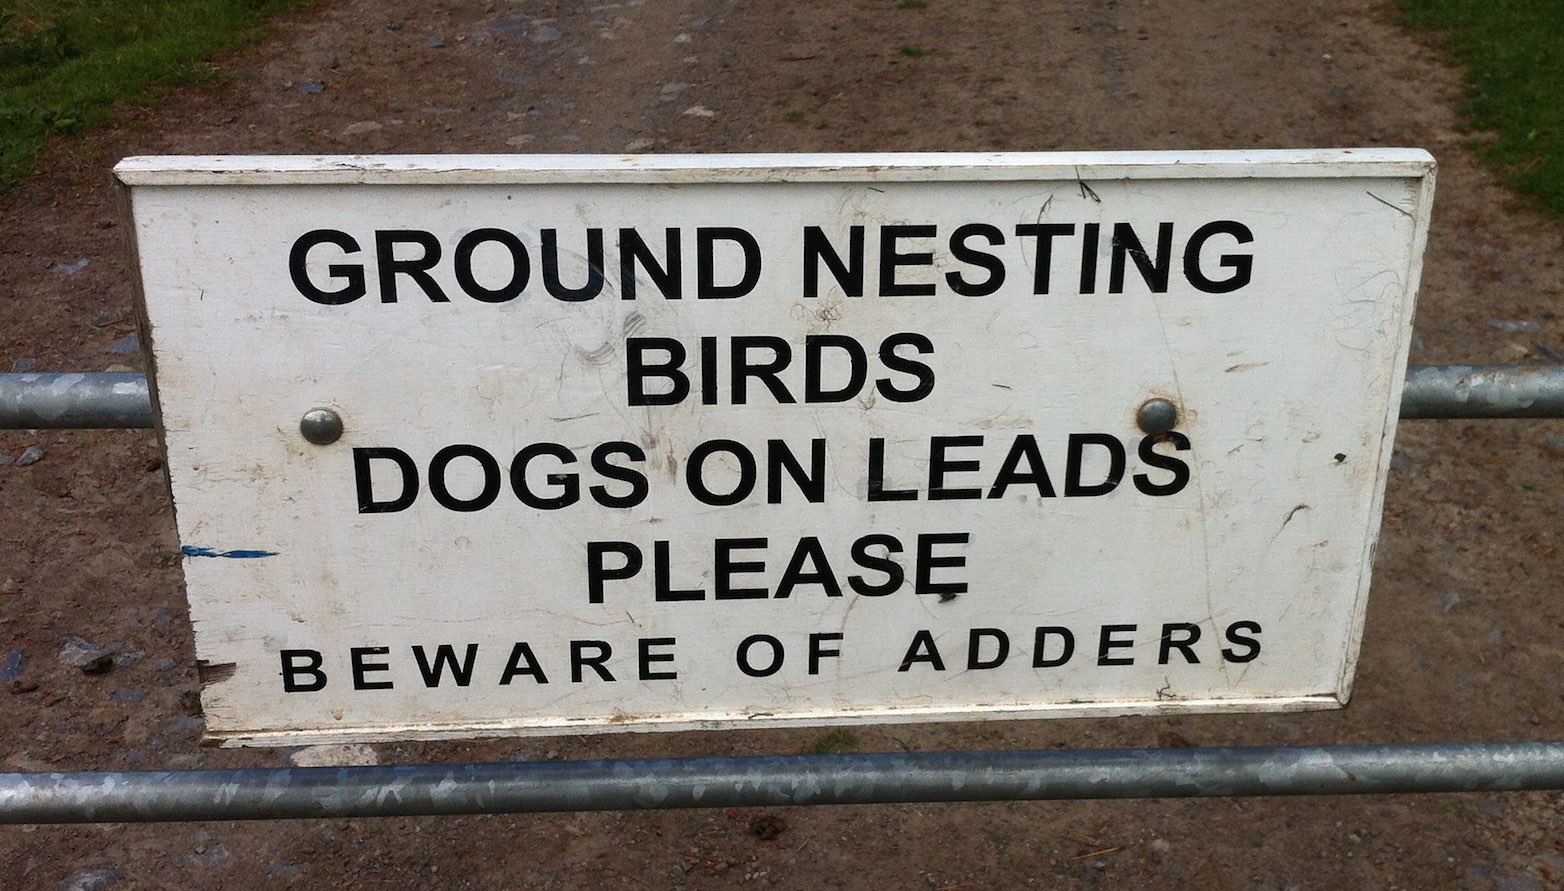 GROUND NESTING
BIRDS
DOGS ON LEADS
PLEASE
BEWARE OF ADDERS